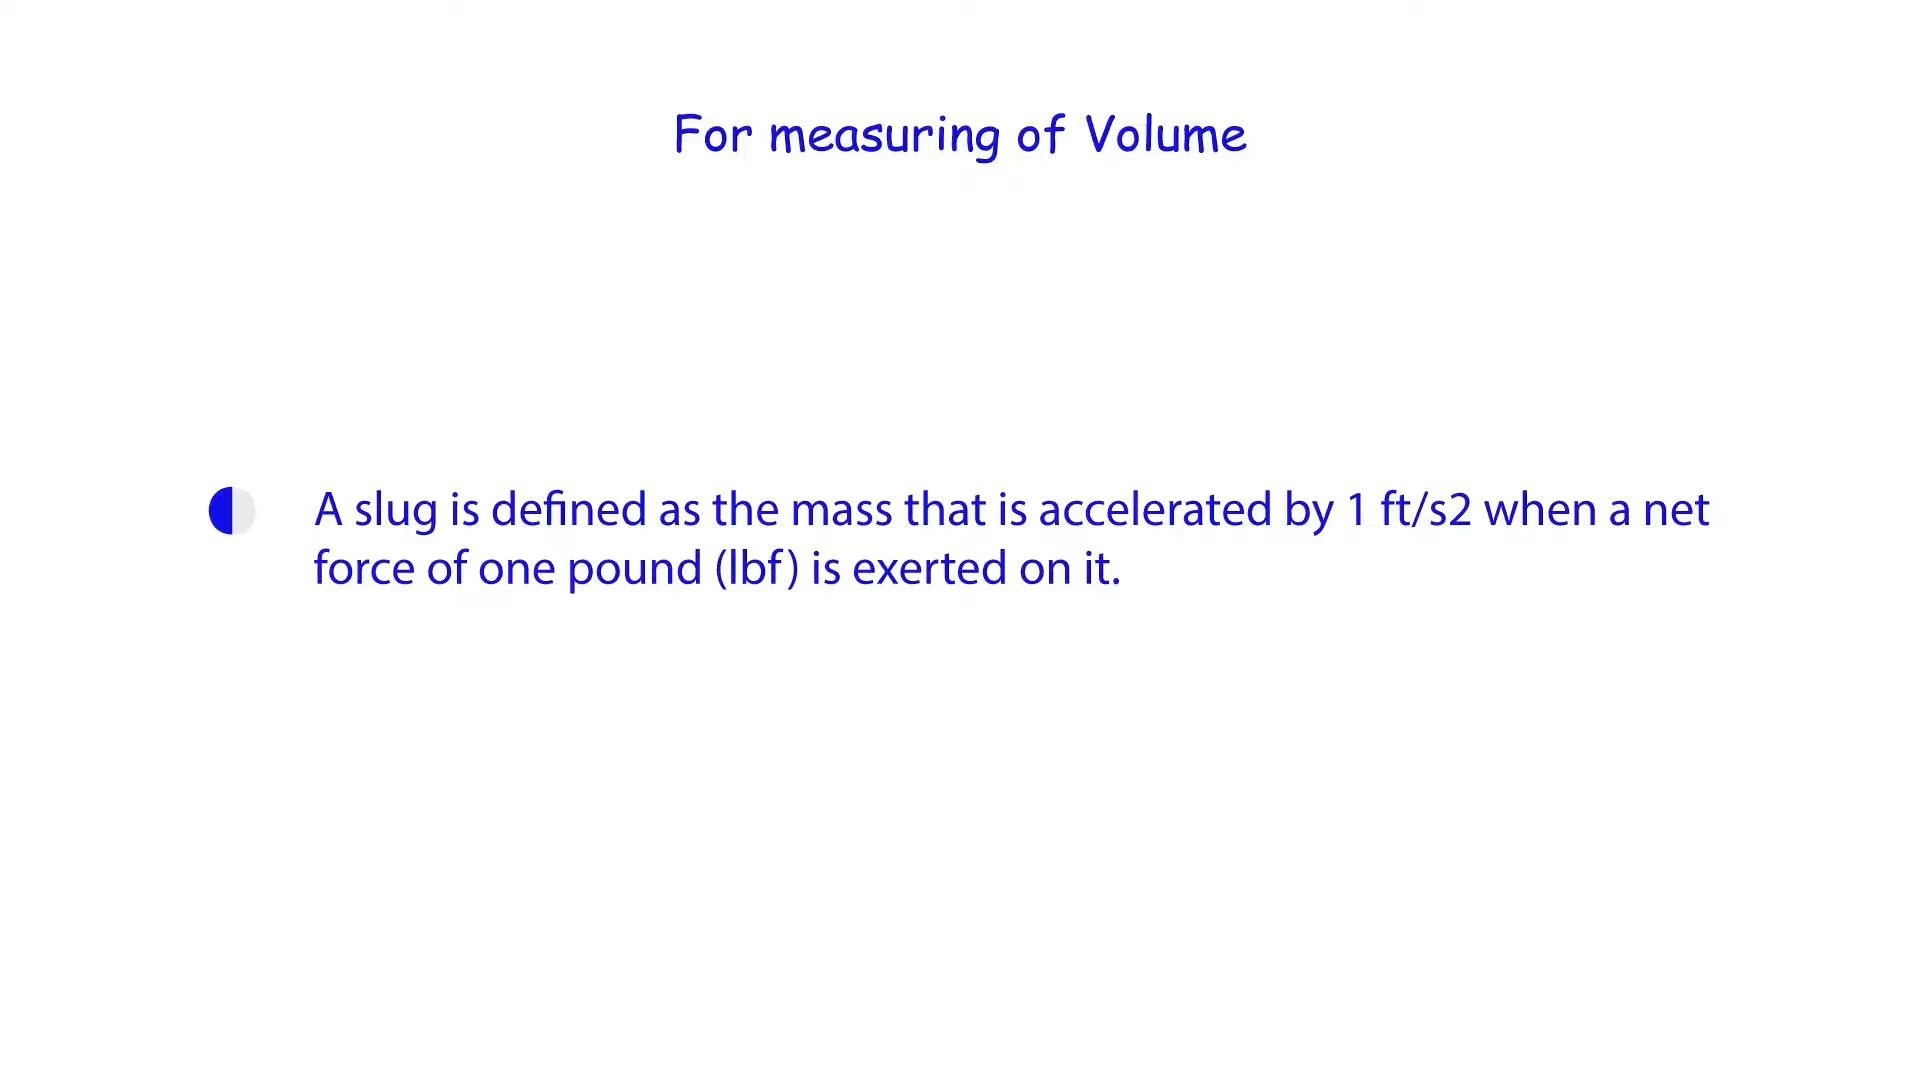 For measuring of Volume
A slug is defined as the mass that is accelerated by 1 ft/s2 when a net
force of one pound (lbf) is exerted on it.